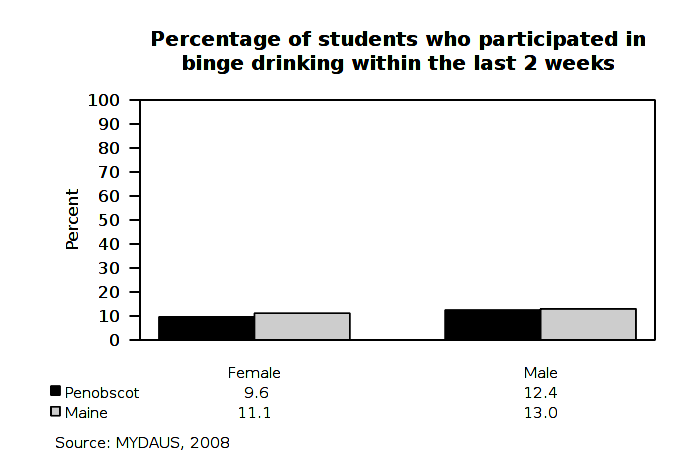 Percentage of students who participated in
binge drinking within the last 2 weeks
100
90
80
70
60
50
40
30
20
10
0
Percent
Female Male
Penobscot 9.6 12.4
Maine 11.1 13.0
Source: MYDAUS, 2008